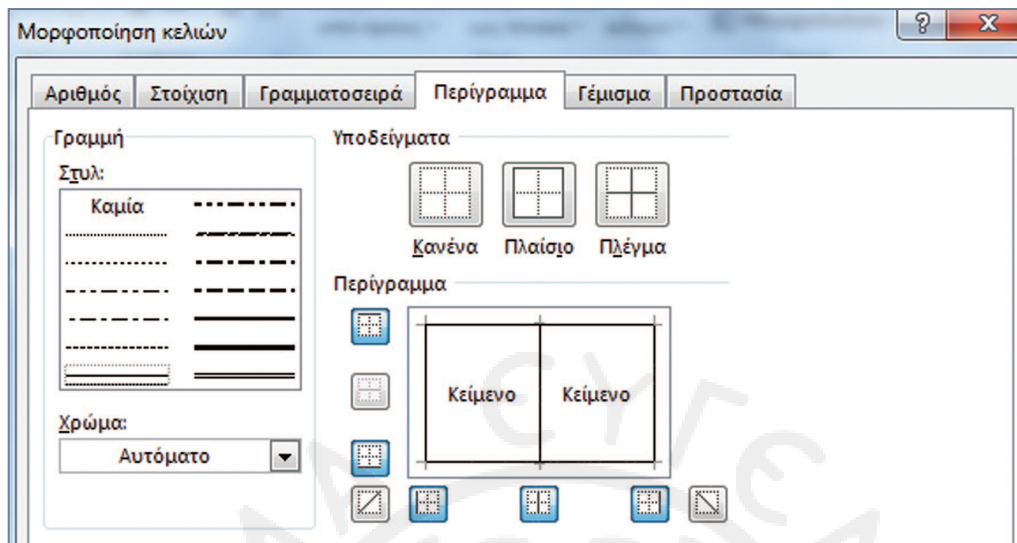 Μορφοποίηση κελιών
Αριθμός Στοίχιση Γραμματοσειρά Περίγραμμα Γέμισμα Προστασία
Γραμμή
Στυλ:
Καμία
Χρώμα:
Αυτόματο
Υποδείγματα
Κανένα Πλαίσιο Πλέγμα
Περίγραμμα
Κείμενο Κείμενο